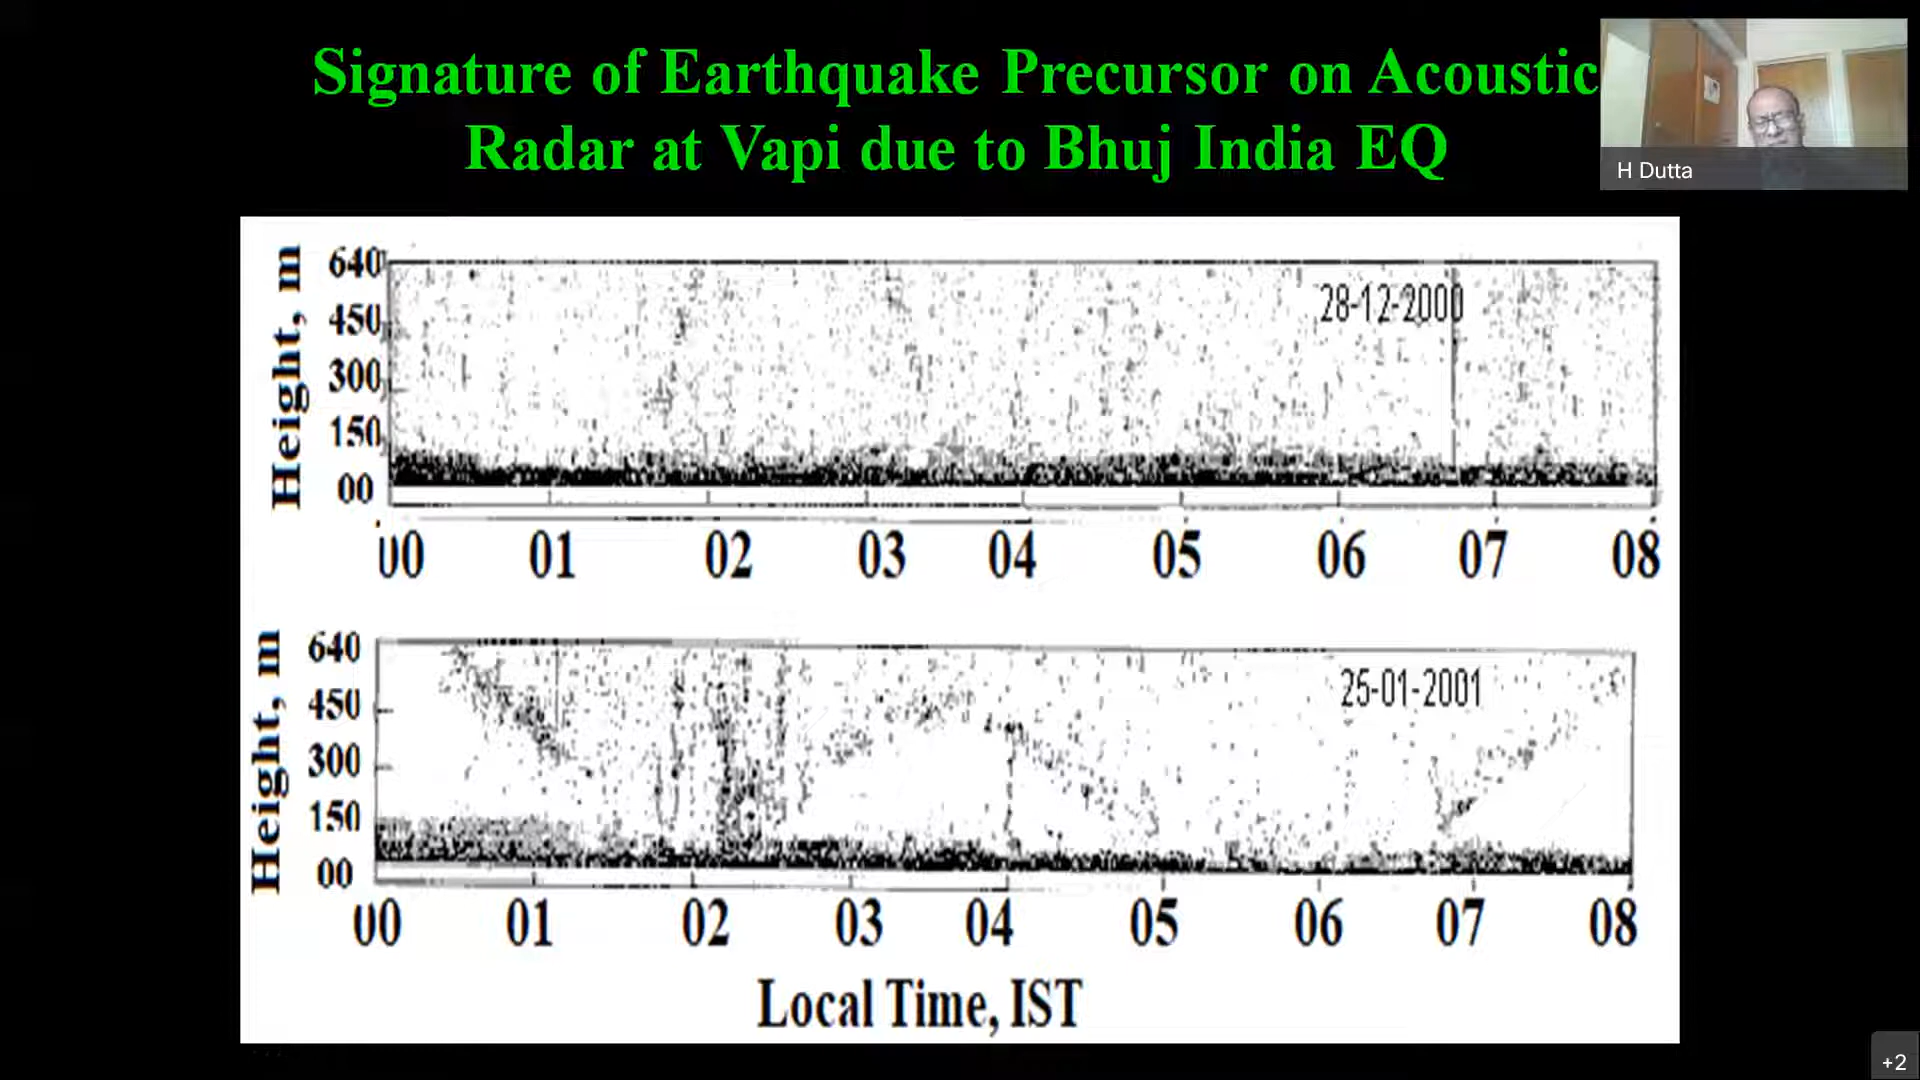 Signature of Earthquake Precursor on Acoustic
Radar at Vapi due to Bhuj India EQ
H Dutta
Height, m
640
450
300
150
00
28-12-2000
00 01 02 03 04 05 06 07 08
Height, m
640
450
300
150
00
25-01-2001
00 01 02 03 04 05 06 07 08
Local Time, IST
+2